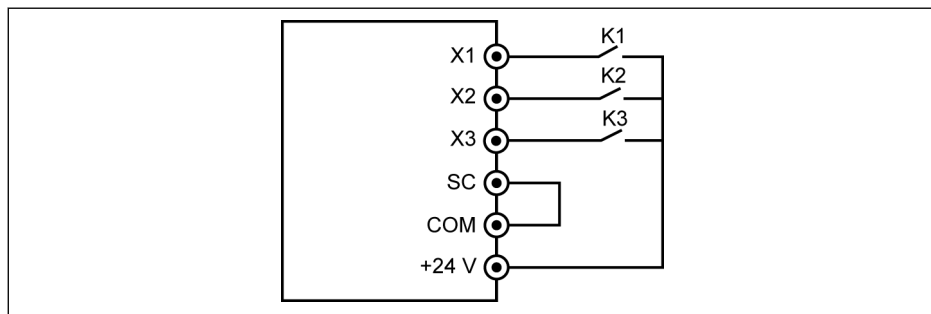 X1 K1
X2 K2
X3 K3
SC
COM
+24 V